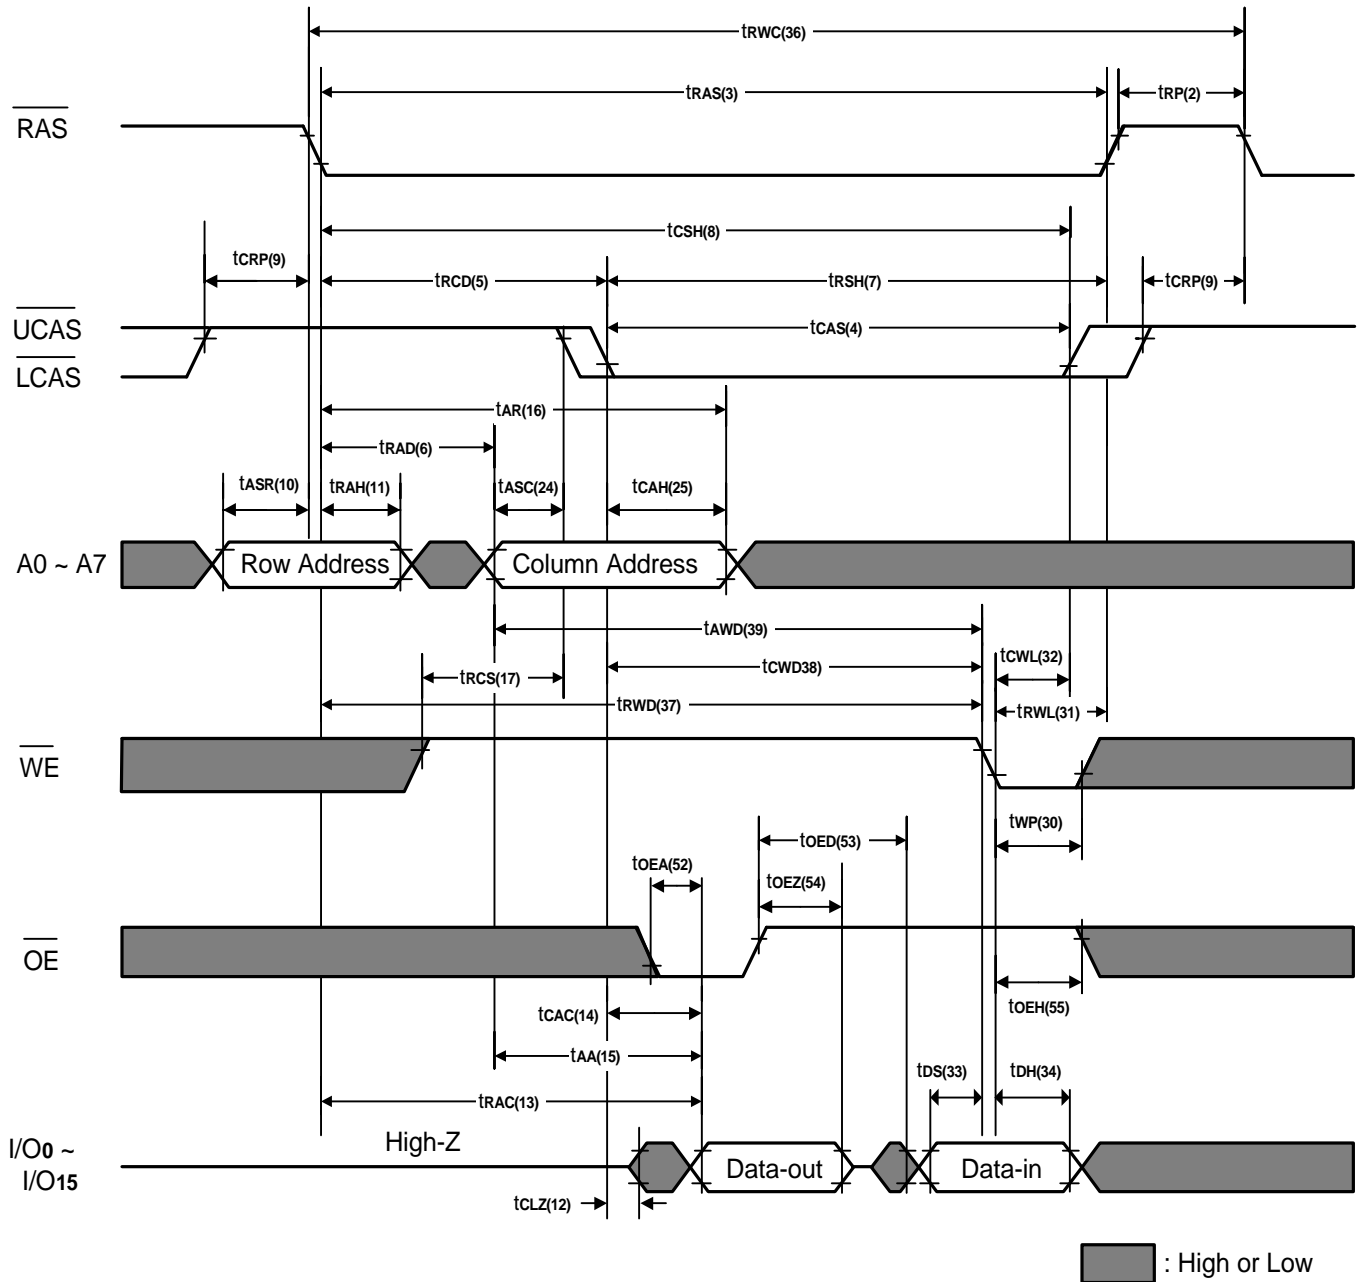 tRWC(36)
tRAS(3)
tRP(2)
RAS
tCSH(8)
tCRP(9)
tRCD(5)
tRSH(7)
tCRP(9)
UCAS
tCAS(4)
LCAS
tAR(16)
tRAD(6)
tASR(10)
tRAH(11)
tASC(24)
tCAH(25)
A0 ~ A7
Row Address
Column Address
tAWD(39)
tCWD38)
tCWL(32)
tRCS(17)
tRWD(37)
tRWL(31)
WE
tWP(30)
tOED(53)
tOEA(52)
tOEZ(54)
OE
tOEH(55)
tCAC(14)
tAA(15)
tDS(33)
tDH(34)
tRAC(13)
High-Z
I/O0 ~
I/O15
Data-out
Data-in
tCLZ(12)
: High or Low